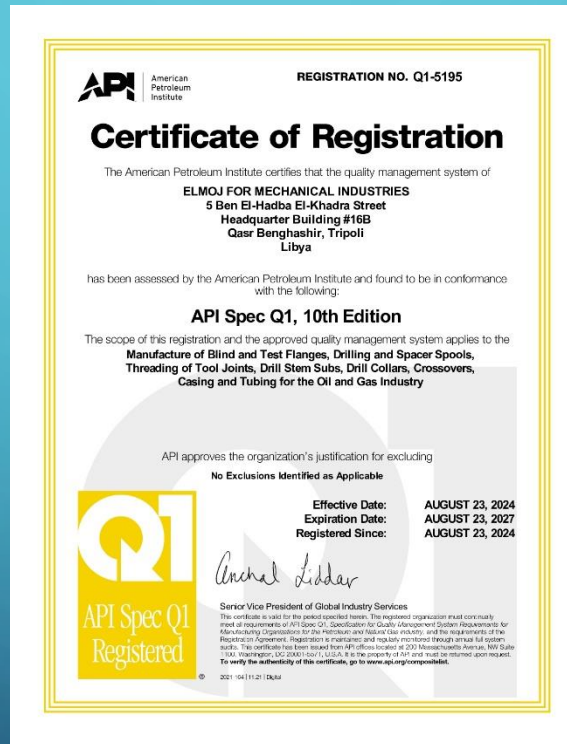 API American
Petroleum
Institute
REGISTRATION NO. Q1-5195
Certificate of Registration
The American Petroleum Institute certifies that the quality management system of
ELMOJ FOR MECHANICAL INDUSTRIES
5 Ben El-Hadba El-Khadra Street
Headquarter Building #16B
Qasr Benghashir, Tripoli
Libya
has been assessed by the American Petroleum Institute and found to be in conformance
with the following:
API Spec Q1, 10th Edition
The scope of this registration and the approved quality management system applies to the
Manufacture of Blind and Test Flanges, Drilling and Spacer Spools,
Threading of Tool Joints, Drill Stem Subs, Drill Collars, Crossovers,
Casing and Tubing for the Oil and Gas Industry
API approves the organization's justification for excluding
No Exclusions Identified as Applicable
Effective Date: AUGUST 23, 2024
Expiration Date: AUGUST 23, 2027
Registered Since: AUGUST 23, 2024
Q1
API Spec Q1
Registered
®
Anchal Liddar
Senior Vice President of Global Industry Services
This certificate is valid for the period specified herein. The registered organization must continually
meet all requirements of API Spec Q1, Specification for Quality Management System Requirements for
Manufacturing Organizations for the Petroleum and Natural Gas Industry, and the requirements of the
Registration Agreement. Registration is maintained and regularly monitored through annual full system
audits. This certificate has been issued from API offices located at 200 Massachusetts Avenue, NW Suite
1100, Washington, DC 20001-5571, U.S.A. It is the property of API and must be returned upon request.
To verify the authenticity of this certificate, go to www.api.org/compositelist.
2021-104 | 11.21 | Digital